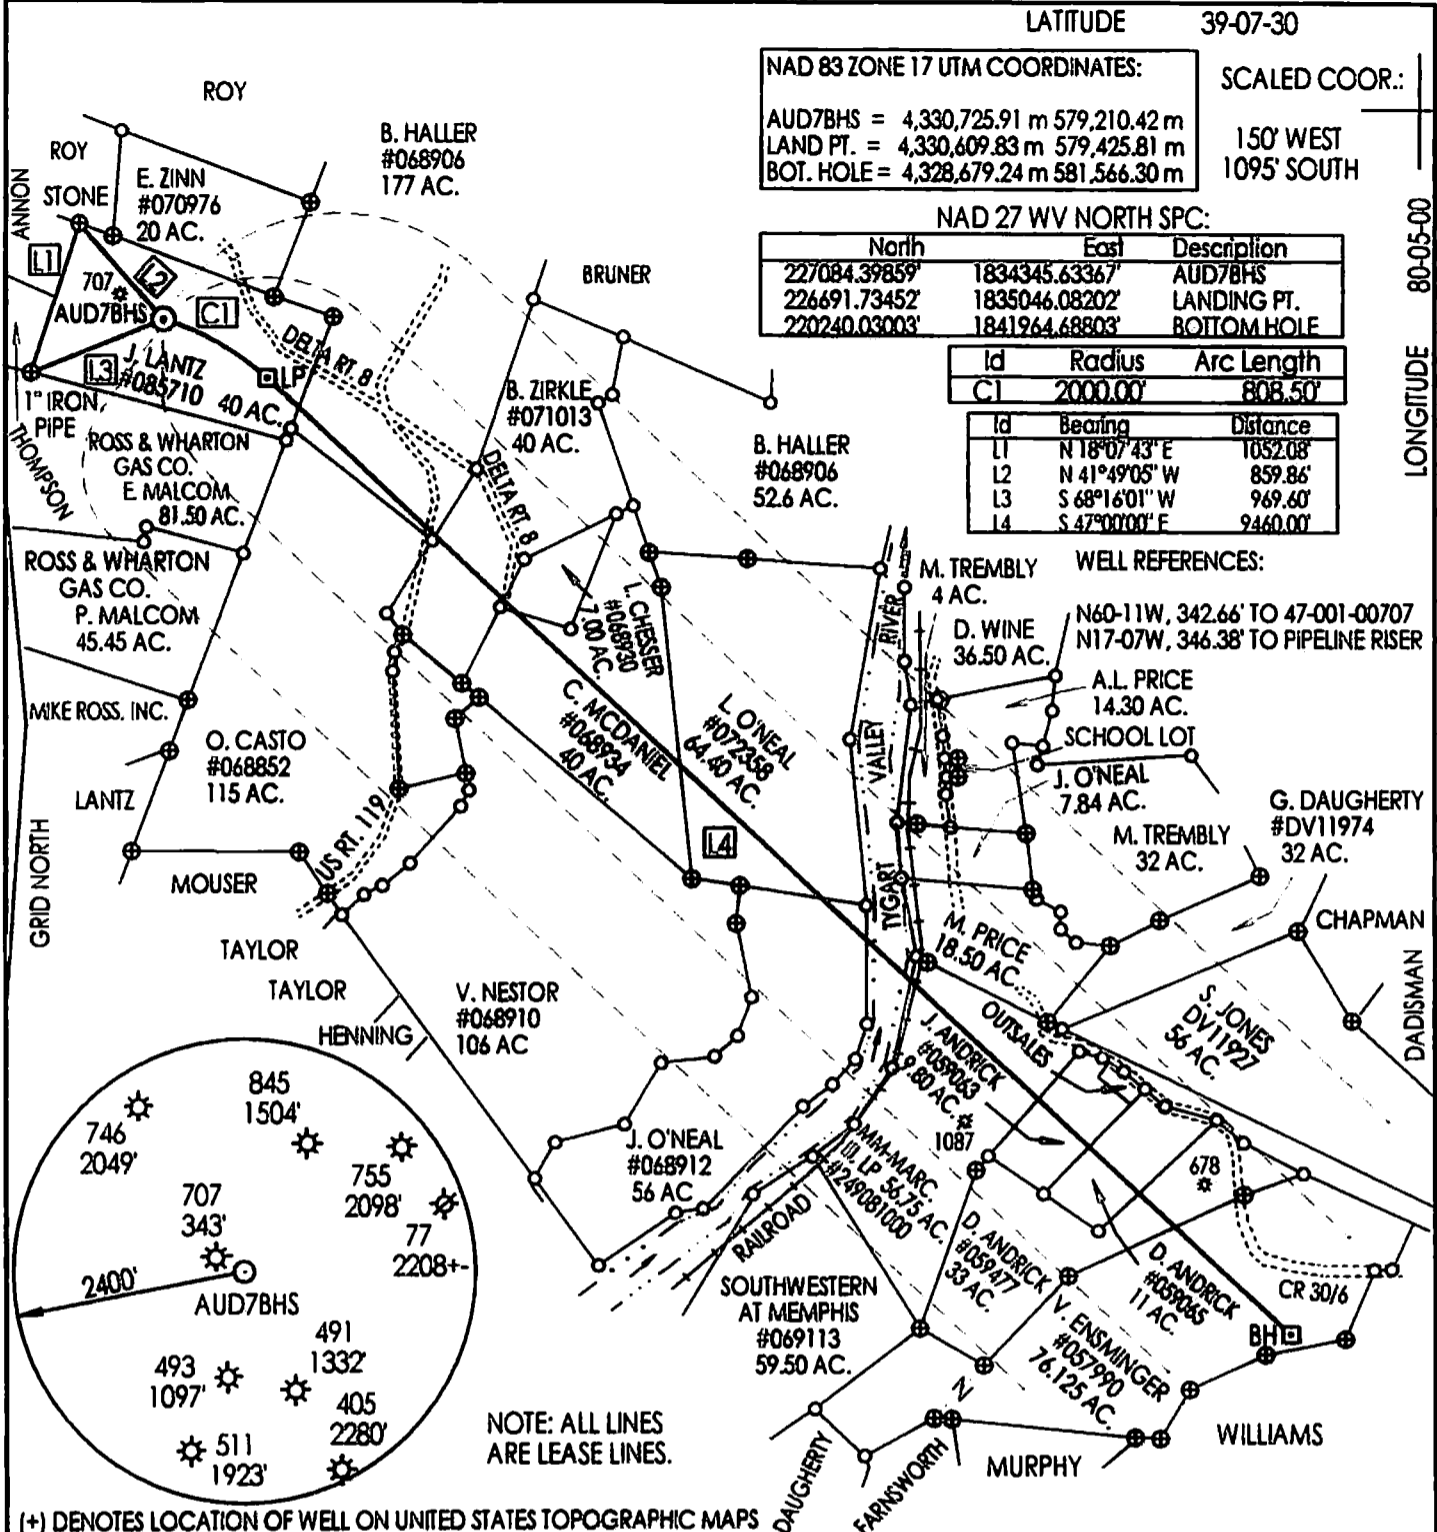 LATITUDE 39-07-30
NAD 83 ZONE 17 UTM COORDINATES:
AUD7BHS = 4,330,725.91 m 579,210.42 m
LAND PT. = 4,330,609.83 m 579,425.81 m
BOT. HOLE = 4,328,679.24 m 581,566.30 m
SCALED COOR.:
150' WEST
1095' SOUTH
LONGITUDE 80-05-00
NAD 27 WV NORTH SPC:
North East Description
227084.39859' 1834345.63367' AUD7BHS
226691.73452' 1835046.08202' LANDING PT.
220240.03003' 1841964.68803' BOTTOM HOLE
Id Radius Arc Length
C1 2000.00' 808.50'
Id Bearing Distance
L1 N 18°07'43" E 1052.08'
L2 N 41°49'05" W 859.86'
L3 S 68°16'01" W 969.60'
L4 S 47°00'00" E 9460.00'
WELL REFERENCES:
N60-11W, 342.66' TO 47-001-00707
N17-07W, 346.38' TO PIPELINE RISER
ROY
ROY
STONE
ANNON
E. ZINN
#070976
20 AC.
B. HALLER
#068906
177 AC.
BRUNER
L1
L2
707
AUD7BHS
C1
L3
J. LANTZ
#085710 40 AC.
LP
DELTA RT. 8
1" IRON
PIPE
THOMPSON
ROSS & WHARTON
GAS CO.
E. MALCOM
81.50 AC.
B. ZIRKLE
#071013
40 AC.
DELTA RT. 8
B. HALLER
#068906
52.6 AC.
ROSS & WHARTON
GAS CO.
P. MALCOM
45.45 AC.
MIKE ROSS. INC.
L. CHESSER
#068930
7.00 AC.
C. MCDANIEL
#068934
40 AC.
L. O'NEAL
#072358
64.40 AC.
L4
TYGART VALLEY RIVER
M. TREMBLY
4 AC.
D. WINE
36.50 AC.
A.L. PRICE
14.30 AC.
SCHOOL LOT
J. O'NEAL
7.84 AC.
M. TREMBLY
32 AC.
G. DAUGHERTY
#DV11974
32 AC.
CHAPMAN
DADISMAN
O. CASTO
#068852
115 AC.
LANTZ
GRID NORTH
MOUSER
US RT. 119
TAYLOR
TAYLOR
HENNING
V. NESTOR
#068910
106 AC
M. PRICE
18.50 AC.
S. JONES
DV11927
56 AC.
OUTSALES
J. ANDRICK
#059063
9.80 AC.
1087
678
J. O'NEAL
#068912
56 AC
MM-MARC.
III, LP 56.75 AC.
#249081000
RAILROAD
D. ANDRICK
#059477
33 AC.
D. ANDRICK
#059065
11 AC.
CR 30/6
BH
V. ENSMINGER
#057990
76.125 AC.
SOUTHWESTERN
AT MEMPHIS
#069113
59.50 AC.
N
DAUGHERTY
FARNSWORTH
MURPHY
WILLIAMS
746
2049'
845
1504'
755
2098'
77
2208+-
707
343'
2400'
AUD7BHS
491
1332'
493
1097'
405
2280'
511
1923'
NOTE: ALL LINES
ARE LEASE LINES.
(+) DENOTES LOCATION OF WELL ON UNITED STATES TOPOGRAPHIC MAPS